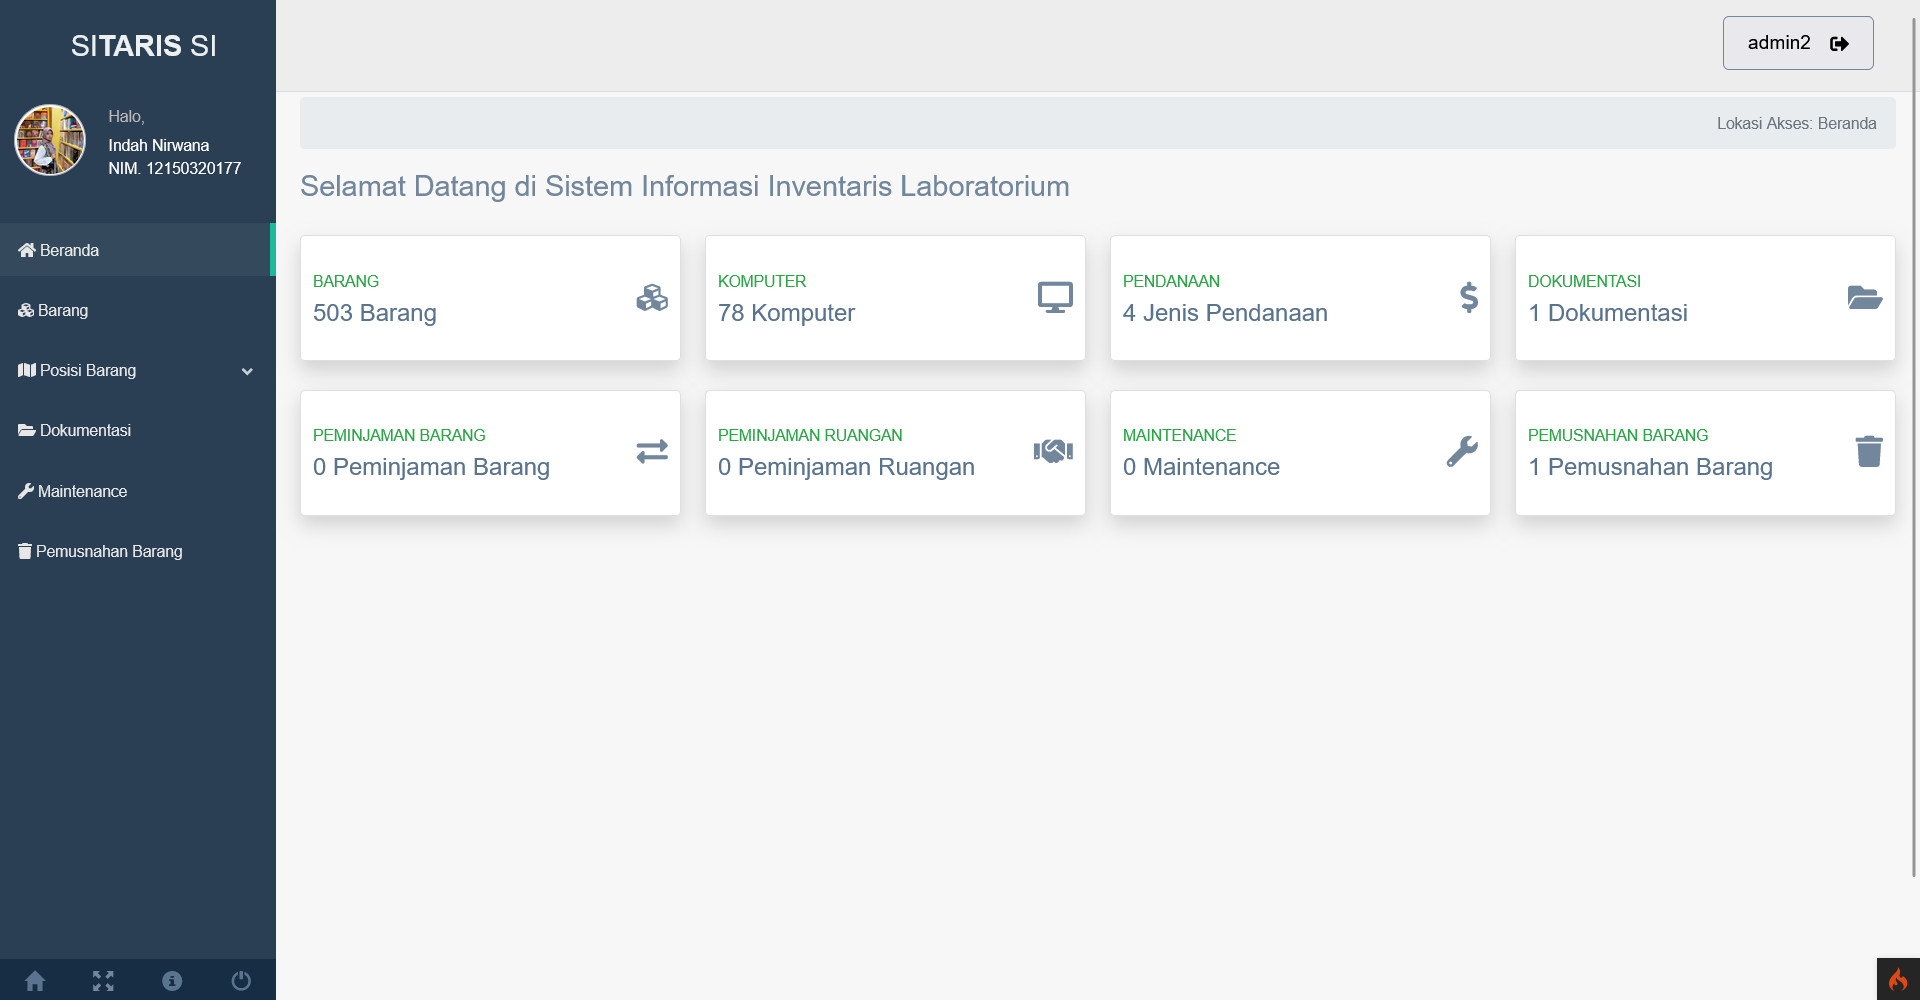 SITARIS SI
Halo,
Indah Nirwana
NIM. 12150320177
Beranda
Barang
Posisi Barang
Dokumentasi
Maintenance
Pemusnahan Barang
admin2
Lokasi Akses: Beranda
Selamat Datang di Sistem Informasi Inventaris Laboratorium
BARANG
503 Barang
KOMPUTER
78 Komputer
PENDANAAN
4 Jenis Pendanaan
DOKUMENTASI
1 Dokumentasi
PEMINJAMAN BARANG
0 Peminjaman Barang
PEMINJAMAN RUANGAN
0 Peminjaman Ruangan
MAINTENANCE
0 Maintenance
PEMUSNAHAN BARANG
1 Pemusnahan Barang